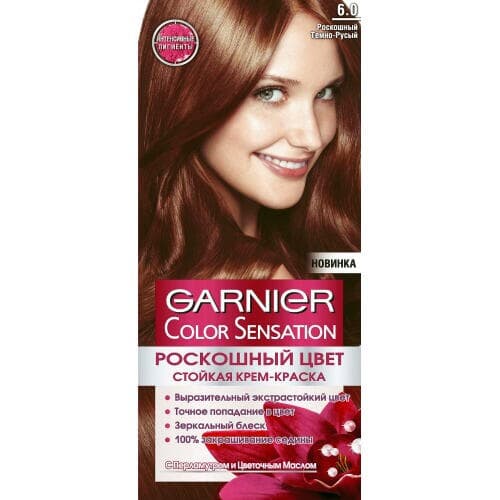 6.0
Роскошный
Темно-Русый
ИНТЕНСИВНЫЕ
ПИГМЕНТЫ
НОВИНКА
GARNIER
COLOR SENSATION
РОСКОШНЫЙ ЦВЕТ
СТОЙКАЯ КРЕМ-КРАСКА
• Выразительный экстрастойкий цвет
• Точное попадание в цвет
• Зеркальный блеск
• 100% закрашивание седины
С Перламутром и Цветочным Маслом